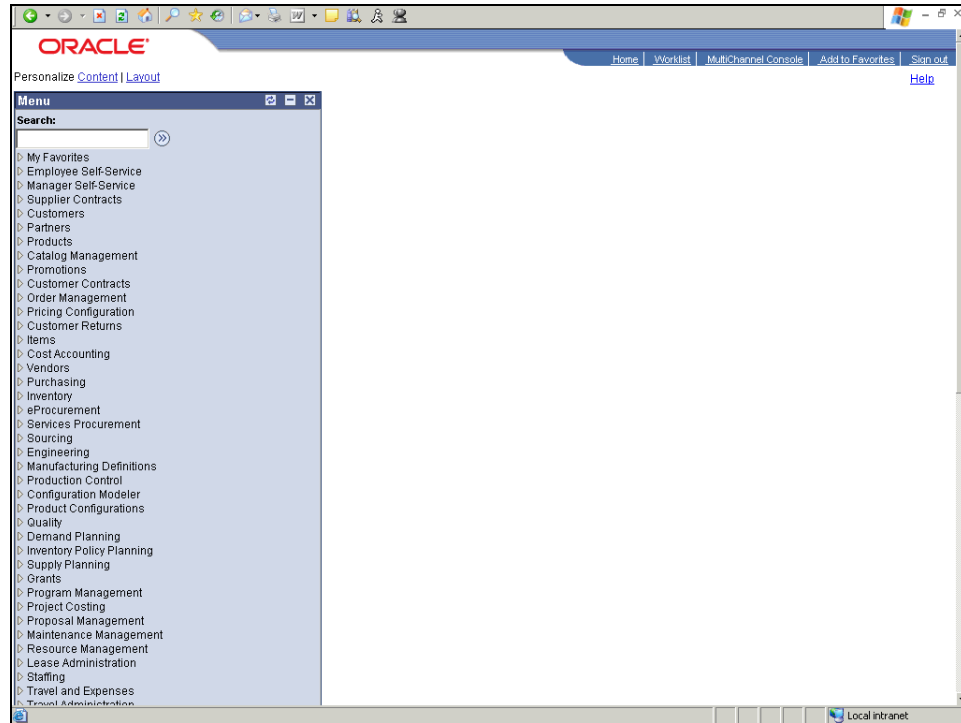 ORACLE'
Home | Worklist | MultiChannel Console | Add to Favorites | Sign out
Personalize Content | Layout
Help
Menu
Search:
My Favorites
Employee Self-Service
Manager Self-Service
Supplier Contracts
Customers
Partners
Products
Catalog Management
Promotions
Customer Contracts
Order Management
Pricing Configuration
Customer Returns
Items
Cost Accounting
Vendors
Purchasing
Inventory
eProcurement
Services Procurement
Sourcing
Engineering
Manufacturing Definitions
Production Control
Configuration Modeler
Product Configurations
Quality
Demand Planning
Inventory Policy Planning
Supply Planning
Grants
Program Management
Project Costing
Proposal Management
Maintenance Management
Resource Management
Lease Administration
Staffing
Travel and Expenses
Travel Administration
Local intranet